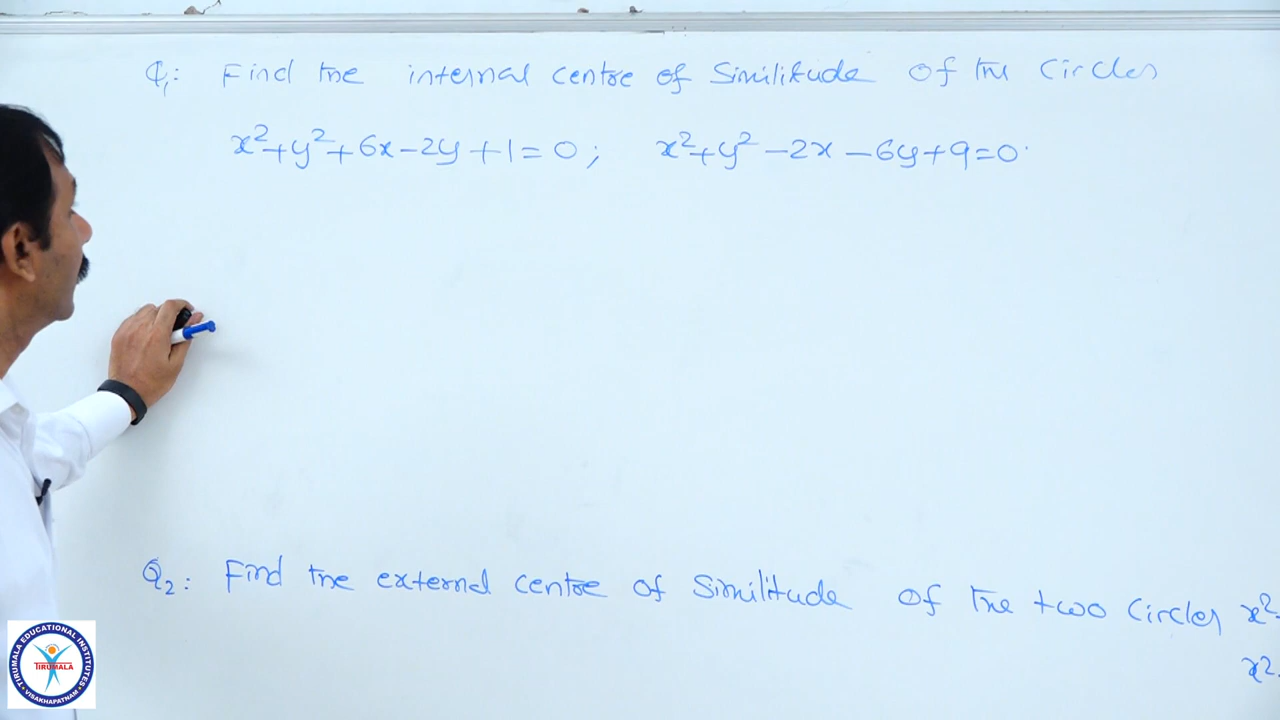 Q1: Find the internal centre of Similitude of the Circles
x²+y²+6x-2y+1=0; x²+y²-2x-6y+9=0.
Q2: Find the external centre of Similitude of the two Circles x²-
x²-
TIRUMALA EDUCATIONAL INSTITUTES
TIRUMALA
VISAKHAPATNAM